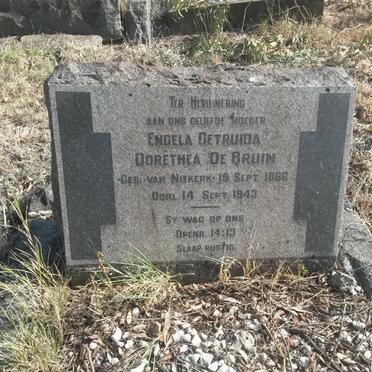 TER HERINNERING
AAN ONS GELIEFDE MOEDER
ENGELA GETRUIDA
DORETHEA DE BRUIN
GEB. VAN NIEKERK: 19 SEPT. 1866
OORL 14 SEPT. 1943
SY WAG OP ONS
OPENB. 14:13
SLAAP RUSTIG.